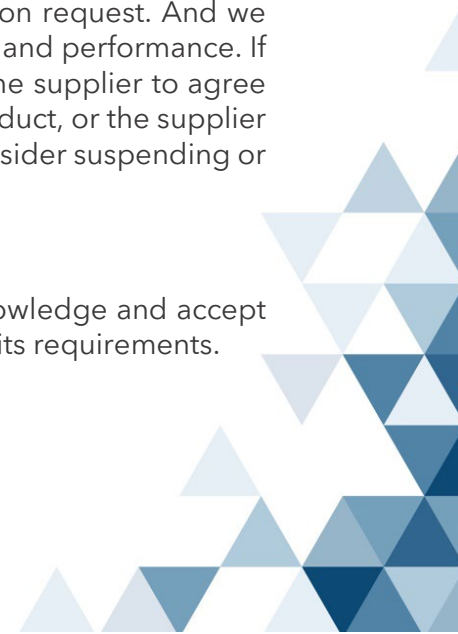 on request. And we
and performance. If
he supplier to agree
duct, or the supplier
sider suspending or
owledge and accept
its requirements.